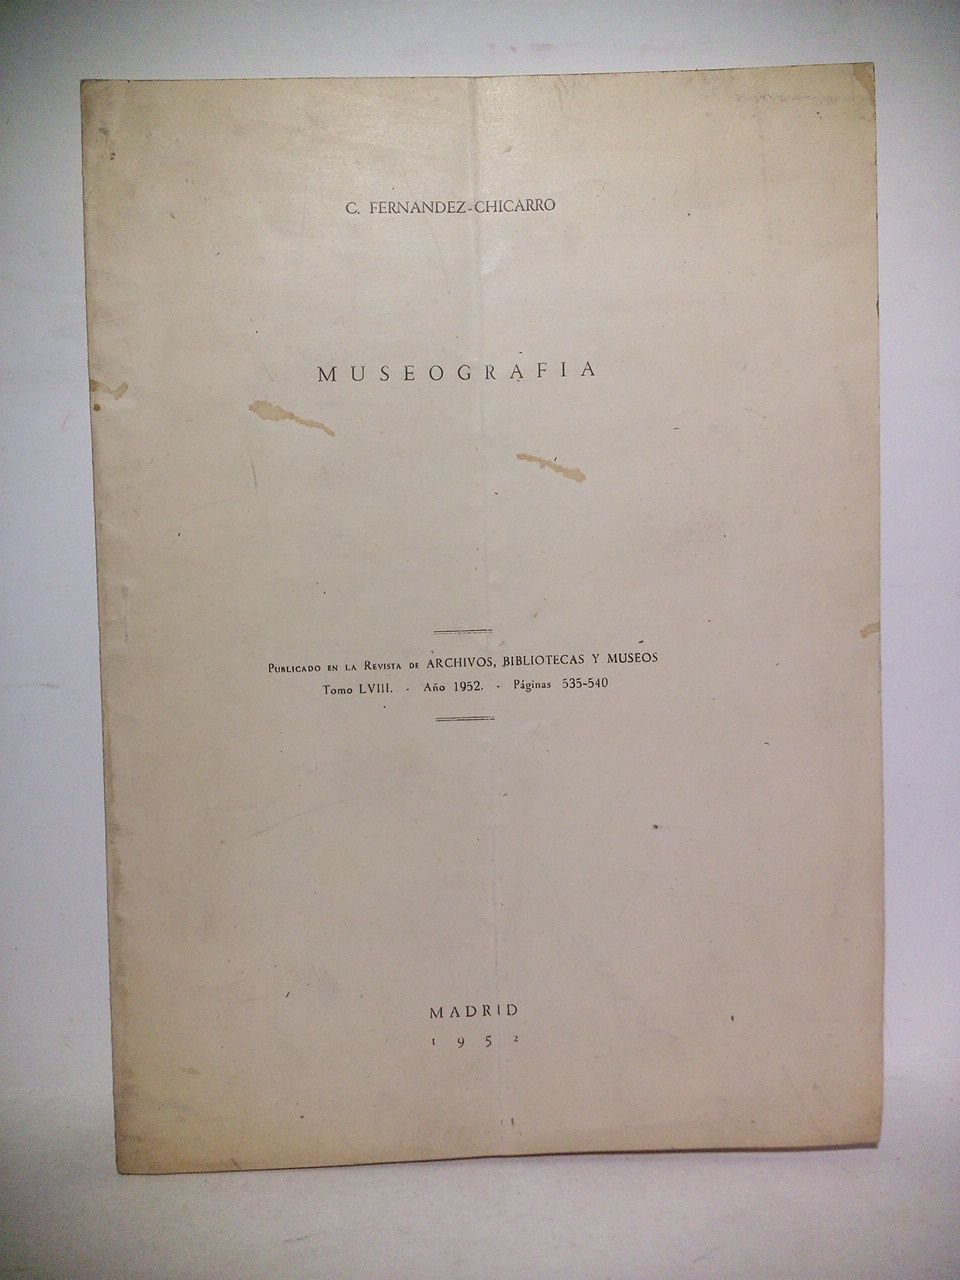 C. FERNANDEZ-CHICARRO
MUSEOGRAFIA
PUBLICADO EN LA REVISTA DE ARCHIVOS, BIBLIOTECAS Y MUSEOS
Tomo LVIII. - Año 1952. - Páginas 535-540
MADRID
1952